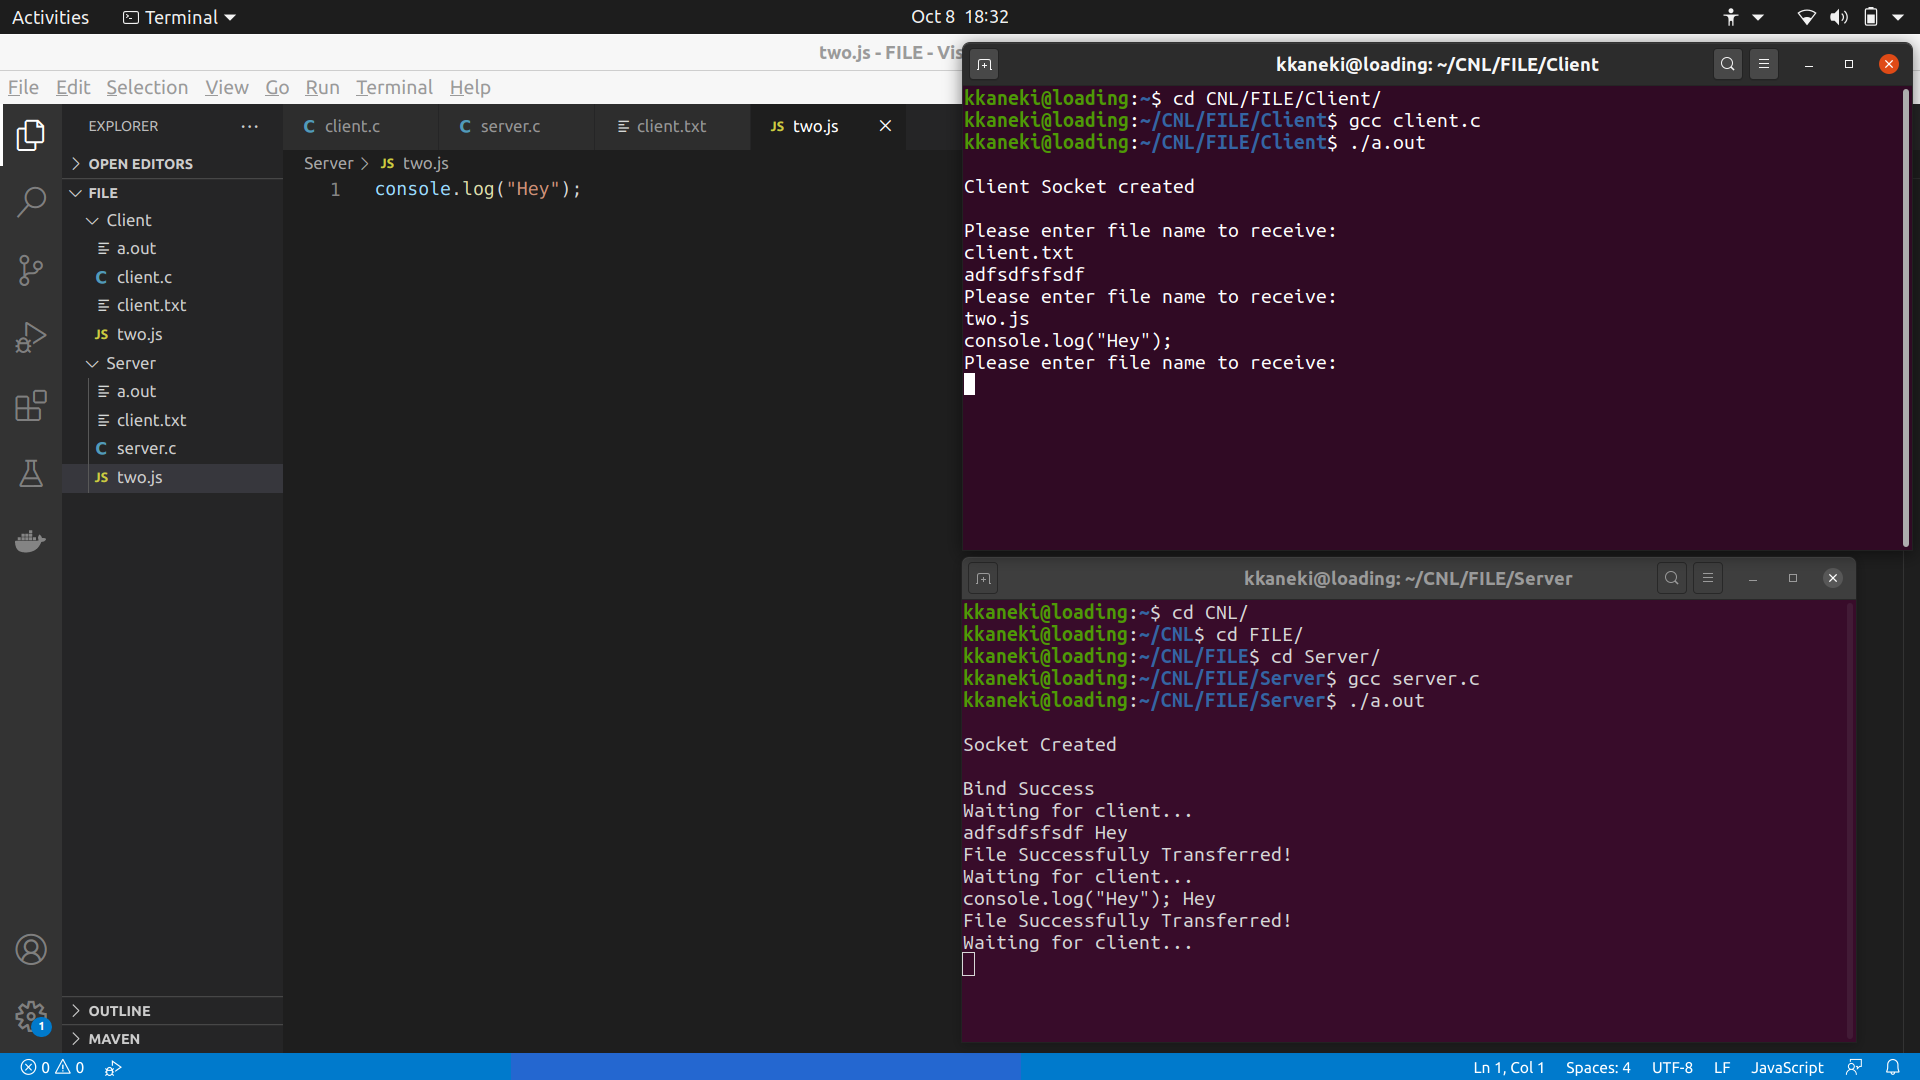 Activities
Terminal
Oct 8 18:32
two.js - FILE - Vis
File Edit Selection View Go Run Terminal Help
EXPLORER
OPEN EDITORS
FILE
Client
a.out
C client.c
client.txt
JS two.js
Server
a.out
client.txt
C server.c
JS two.js
OUTLINE
MAVEN
1
C client.c
C server.c
client.txt
JS two.js
Server > JS two.js
1 console.log("Hey");
kkaneki@loading: ~/CNL/FILE/Client
kkaneki@loading:~$ cd CNL/FILE/Client/
kkaneki@loading:~/CNL/FILE/Client$ gcc client.c
kkaneki@loading:~/CNL/FILE/Client$ ./a.out
Client Socket created
Please enter file name to receive:
client.txt
adfsdfsfsdf
Please enter file name to receive:
two.js
console.log("Hey");
Please enter file name to receive:
kkaneki@loading: ~/CNL/FILE/Server
kkaneki@loading:~$ cd CNL/
kkaneki@loading:~/CNL$ cd FILE/
kkaneki@loading:~/CNL/FILE$ cd Server/
kkaneki@loading:~/CNL/FILE/Server$ gcc server.c
kkaneki@loading:~/CNL/FILE/Server$ ./a.out
Socket Created
Bind Success
Waiting for client...
adfsdfsfsdf Hey
File Successfully Transferred!
Waiting for client...
console.log("Hey"); Hey
File Successfully Transferred!
Waiting for client...
0 0
Ln 1, Col 1
Spaces: 4
UTF-8
LF
JavaScript